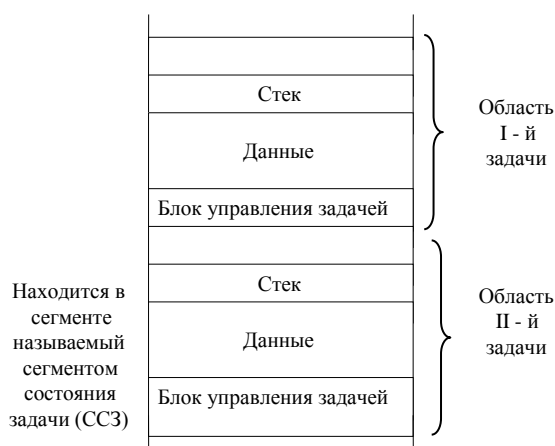 Стек
Данные
Блок управления задачей
Область
I - й
задачи
Стек
Данные
Блок управления задачей
Область
II - й
задачи
Находится в
сегменте
называемый
сегментом
состояния
задачи (ССЗ)